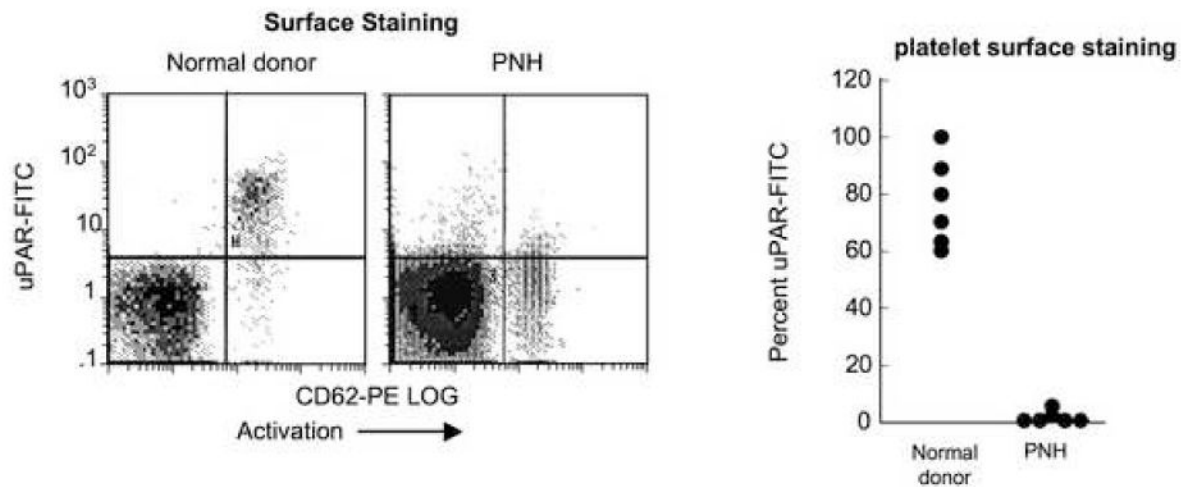 Surface Staining
Normal donor
PNH
uPAR-FITC
10³
10²
10
1
.1
CD62-PE LOG
Activation
platelet surface staining
Percent uPAR-FITC
120
100
80
60
40
20
0
Normal
donor
PNH